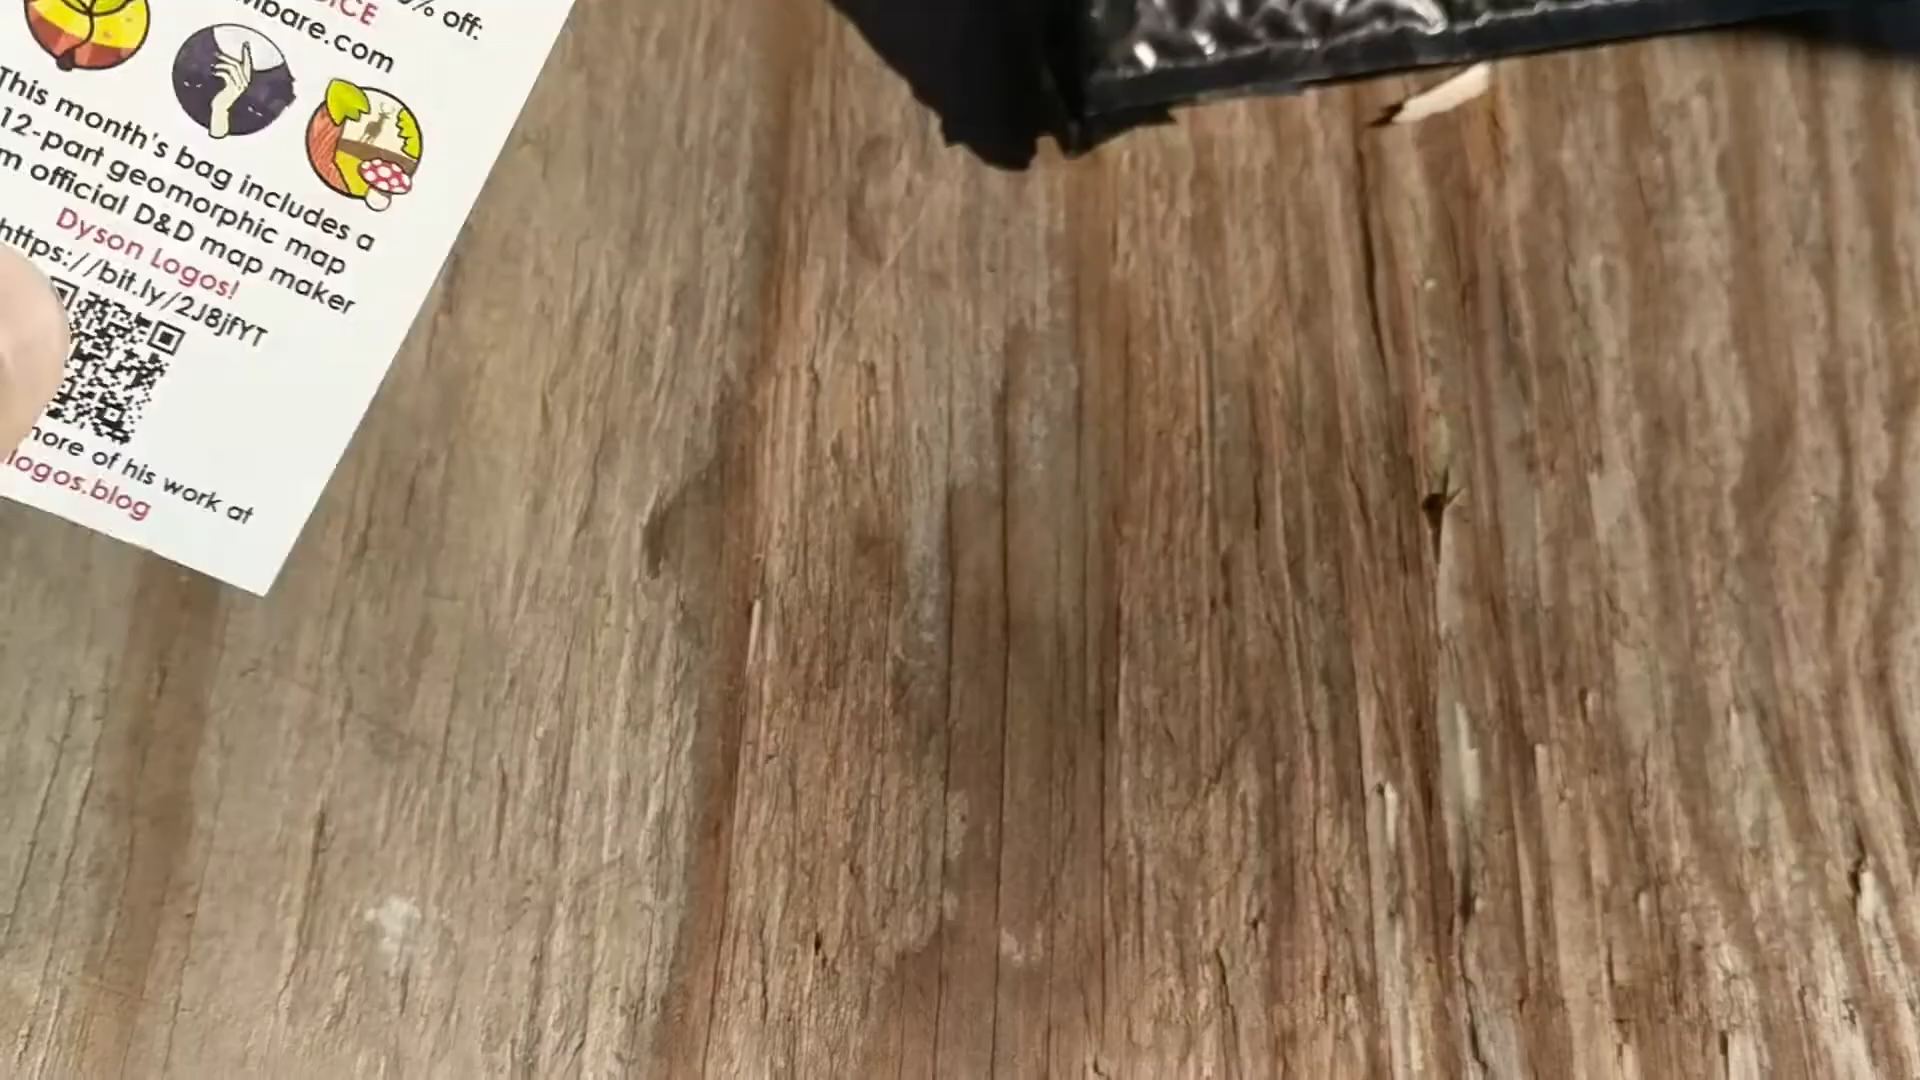 % off:
ICE
bare.com
This month's bag includes a
12-part geomorphic map
m official D&D map maker
Dyson Logos!
https://bit.ly/2J8jfYT
more of his work at
logos.blog